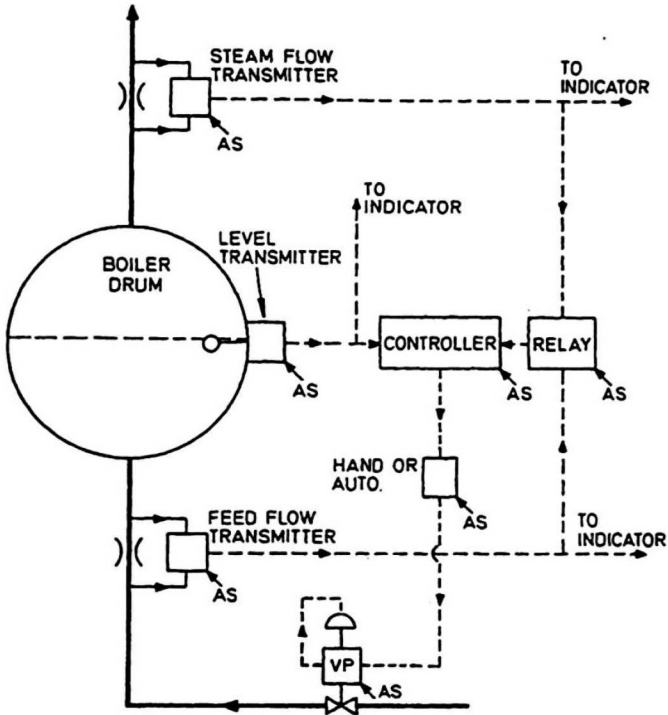 STEAM FLOW
TRANSMITTER
AS
TO
INDICATOR
TO
INDICATOR
LEVEL
TRANSMITTER
BOILER
DRUM
CONTROLLER
RELAY
AS
AS
AS
HAND OR
AUTO.
AS
FEED FLOW
TRANSMITTER
AS
TO
INDICATOR
VP
AS